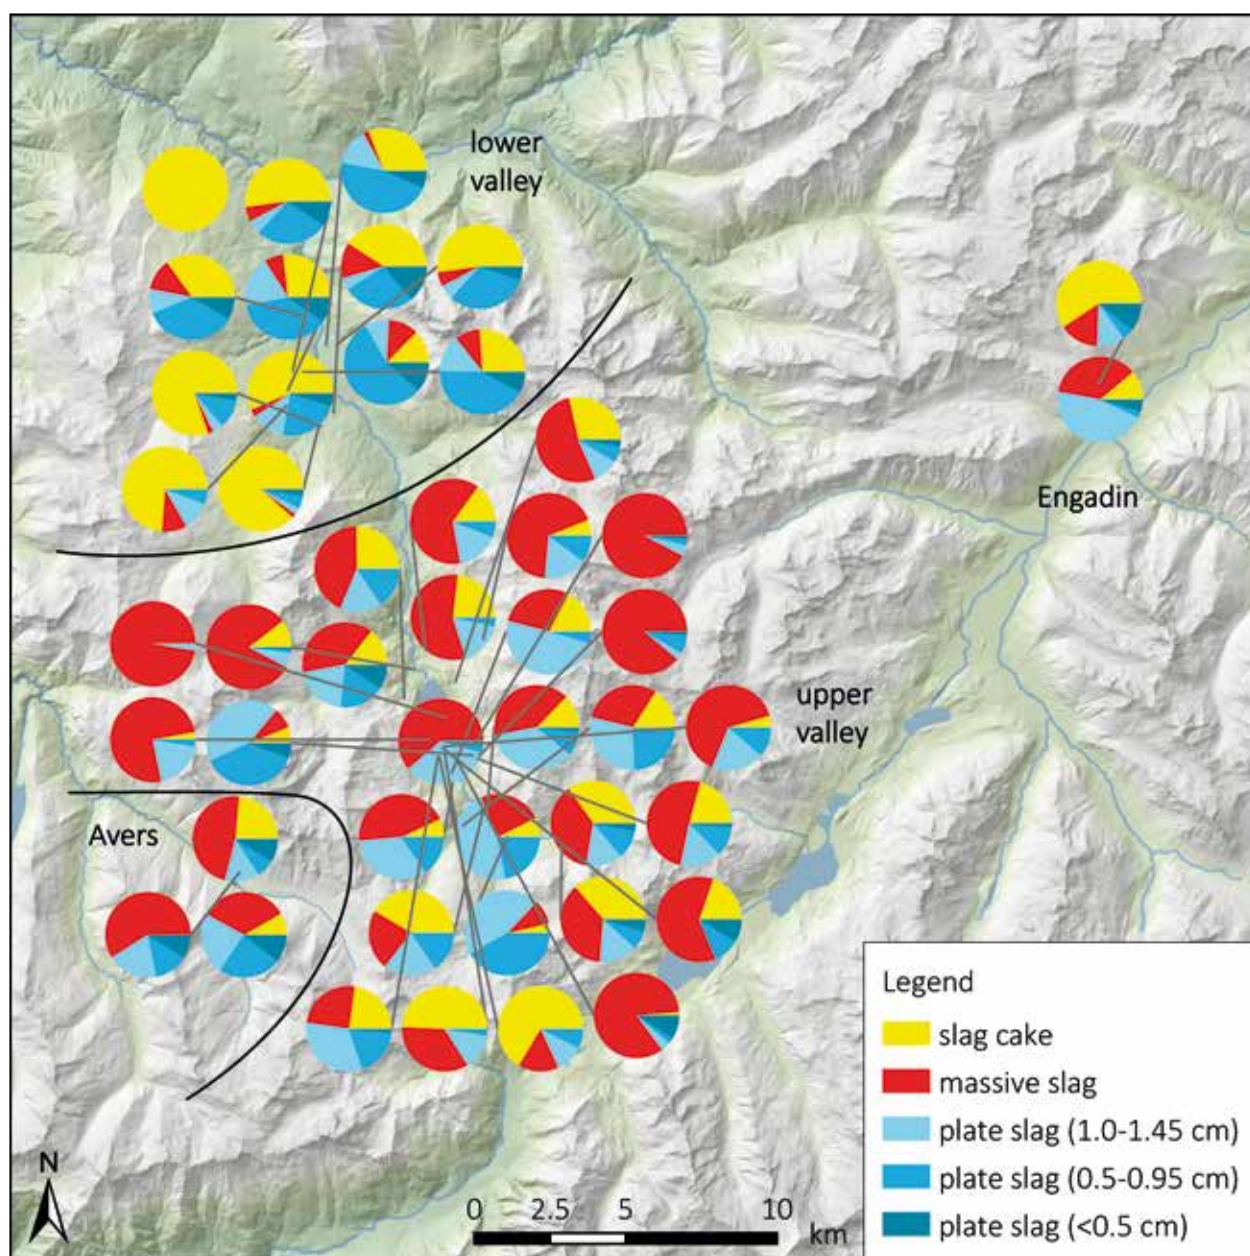 lower
valley
Engadin
upper
valley
Avers
Legend
slag cake
massive slag
plate slag (1.0-1.45 cm)
plate slag (0.5-0.95 cm)
plate slag (<0.5 cm)
N
0 2.5 5 10
km